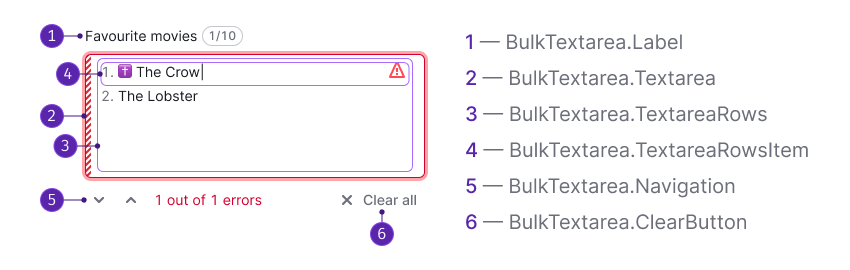 1 Favourite movies 1/10
4 1. ✝️ The Crow
2. The Lobster
2
3
5 1 out of 1 errors Clear all
6
1 — BulkTextarea.Label
2 — BulkTextarea.Textarea
3 — BulkTextarea.TextareaRows
4 — BulkTextarea.TextareaRowsItem
5 — BulkTextarea.Navigation
6 — BulkTextarea.ClearButton